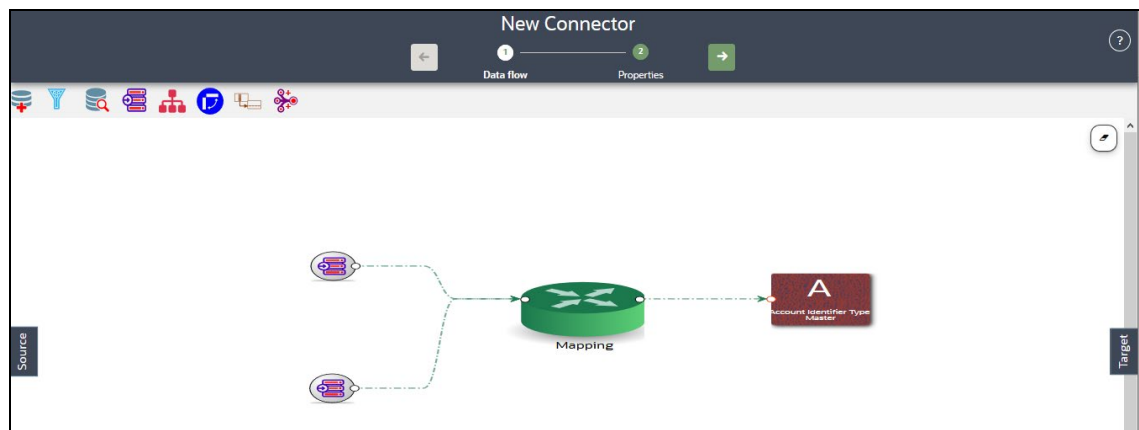 New Connector
?
1
2
Data flow
Properties
Source
Mapping
A
Account Identifier Type
Master
Target